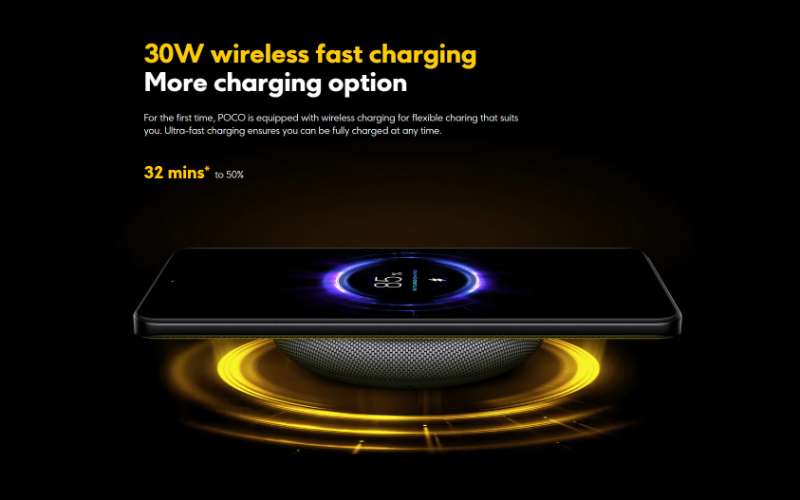 30W wireless fast charging
More charging option
For the first time, POCO is equipped with wireless charging for flexible charing that suits
you. Ultra-fast charging ensures you can be fully charged at any time.
32 mins* to 50%
85%